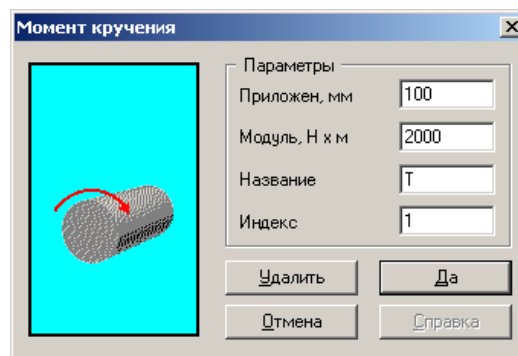 Момент кручения
Параметры
Приложен, мм 100
Модуль, Н х м 2000
Название Т
Индекс 1
Удалить Да
Отмена Справка